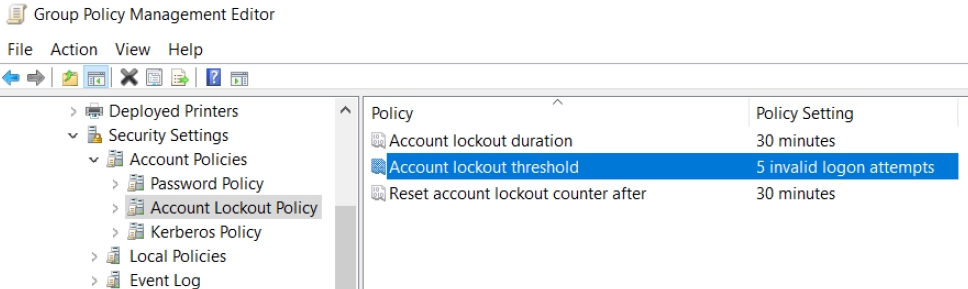 Group Policy Management Editor
File Action View Help
Deployed Printers
Security Settings
Account Policies
Password Policy
Account Lockout Policy
Kerberos Policy
Local Policies
Event Log
Policy Policy Setting
Account lockout duration 30 minutes
Account lockout threshold 5 invalid logon attempts
Reset account lockout counter after 30 minutes